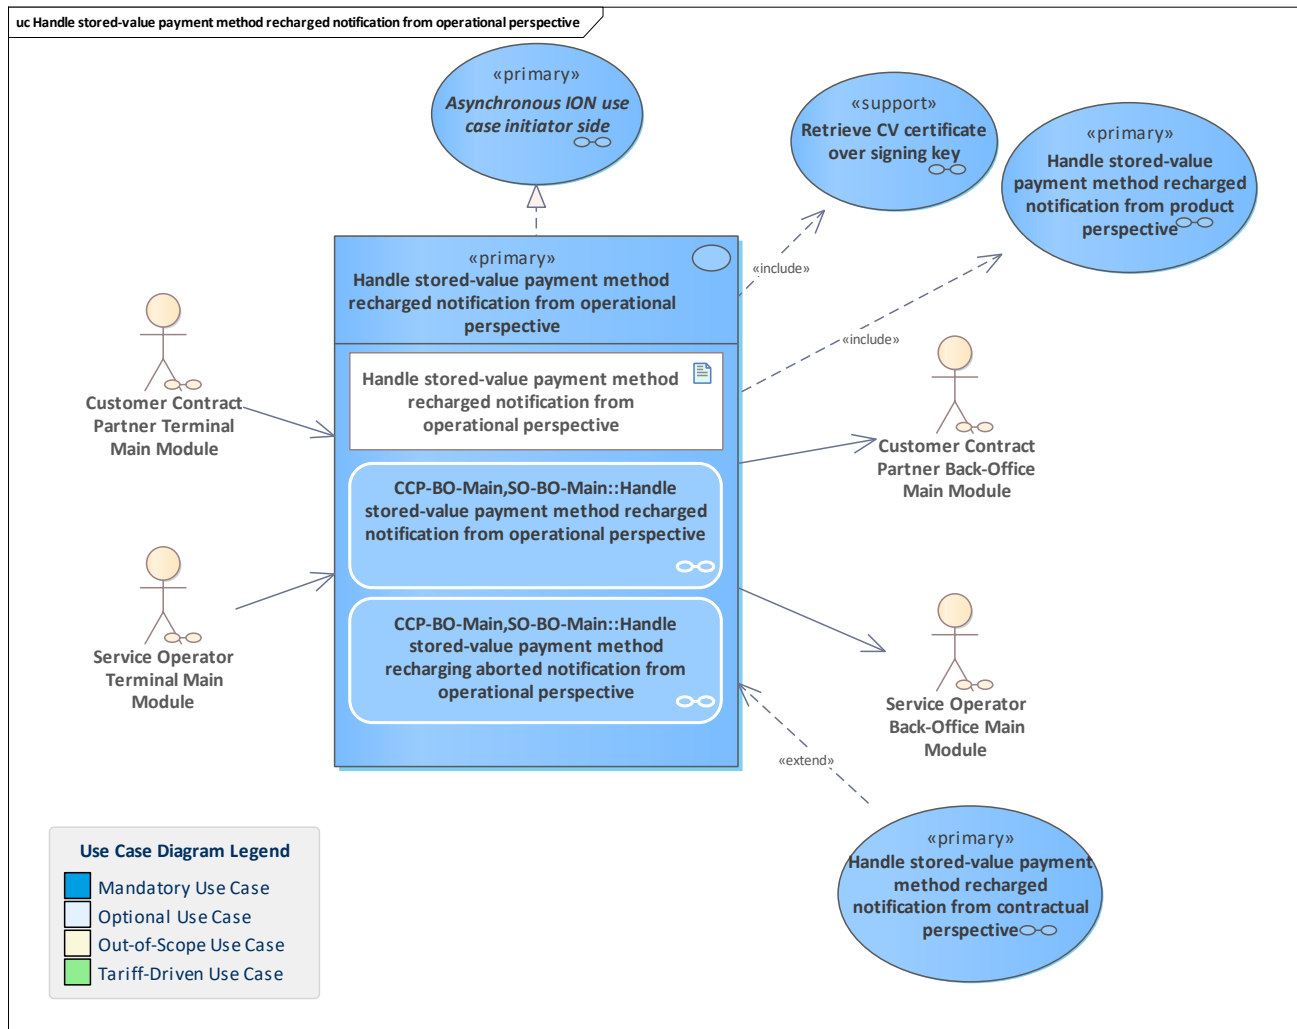 uc Handle stored-value payment method recharged notification from operational perspective
«primary»
Asynchronous ION use
case initiator side
«support»
Retrieve CV certificate
over signing key
«primary»
Handle stored-value
payment method recharged
notification from product
perspective
«primary»
Handle stored-value payment method
recharged notification from operational
perspective
«include»
«include»
Handle stored-value payment method
recharged notification from
operational perspective
Customer Contract
Partner Terminal
Main Module
Customer Contract
Partner Back-Office
Main Module
CCP-BO-Main,SO-BO-Main::Handle
stored-value payment method recharged
notification from operational perspective
CCP-BO-Main,SO-BO-Main::Handle
stored-value payment method
recharging aborted notification from
operational perspective
Service Operator
Terminal Main
Module
Service Operator
Back-Office Main
Module
«extend»
«primary»
Handle stored-value payment
method recharged
notification from contractual
perspective
Use Case Diagram Legend
Mandatory Use Case
Optional Use Case
Out-of-Scope Use Case
Tariff-Driven Use Case